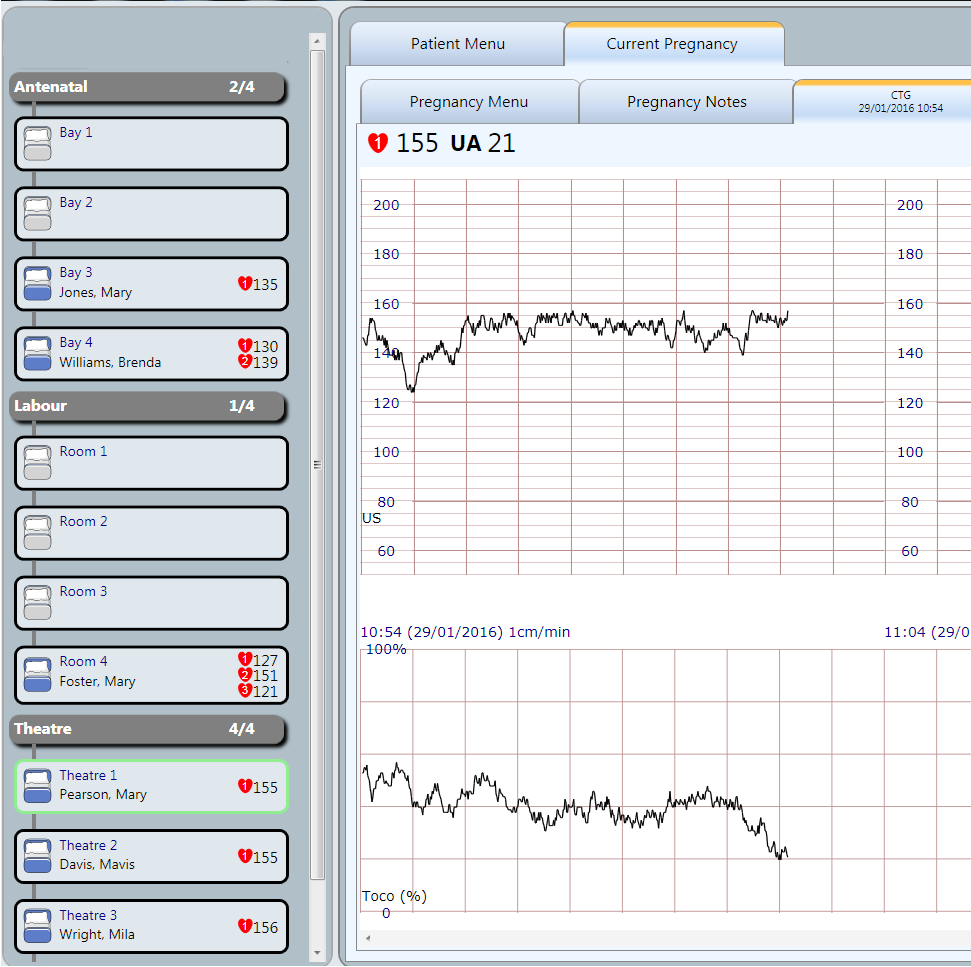 Antenatal 2/4
Bay 1
Bay 2
Bay 3
Jones, Mary
1 135
Bay 4
Williams, Brenda
1 130
2 139
Labour 1/4
Room 1
Room 2
Room 3
Room 4
Foster, Mary
1 127
2 151
3 121
Theatre 4/4
Theatre 1
Pearson, Mary
1 155
Theatre 2
Davis, Mavis
1 155
Theatre 3
Wright, Mila
1 156
Patient Menu Current Pregnancy
Pregnancy Menu Pregnancy Notes CTG
29/01/2016 10:54
1 155 UA 21
200 200
180 180
160 160
140 140
120 120
100 100
80 80
US
60 60
10:54 (29/01/2016) 1cm/min 11:04 (29/0
100%
Toco (%)
0